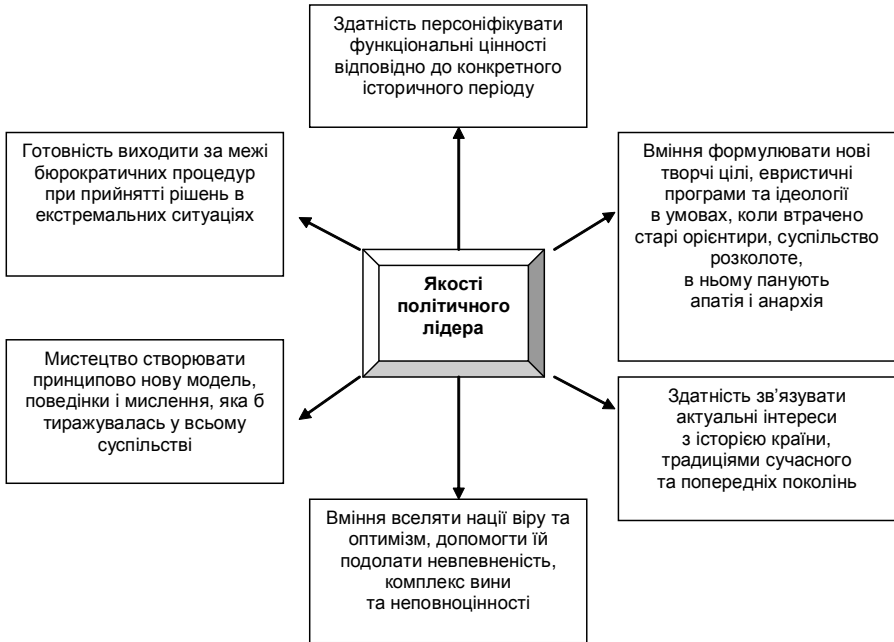 Здатність персоніфікувати
функціональні цінності
відповідно до конкретного
історичного періоду
Готовність виходити за межі
бюрократичних процедур
при прийнятті рішень в
екстремальних ситуаціях
Вміння формулювати нові
творчі цілі, евристичні
програми та ідеології
в умовах, коли втрачено
старі орієнтири, суспільство
розколоте,
в ньому панують
апатія і анархія
Якості
політичного
лідера
Мистецтво створювати
принципово нову модель,
поведінки і мислення, яка б
тиражувалась у всьому
суспільстві
Здатність зв’язувати
актуальні інтереси
з історією країни,
традиціями сучасного
та попередніх поколінь
Вміння вселяти нації віру та
оптимізм, допомогти їй
подолати невпевненість,
комплекс вини
та неповноцінності